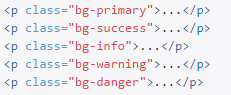 <p class="bg-primary">...</p>
<p class="bg-success">...</p>
<p class="bg-info">...</p>
<p class="bg-warning">...</p>
<p class="bg-danger">...</p>